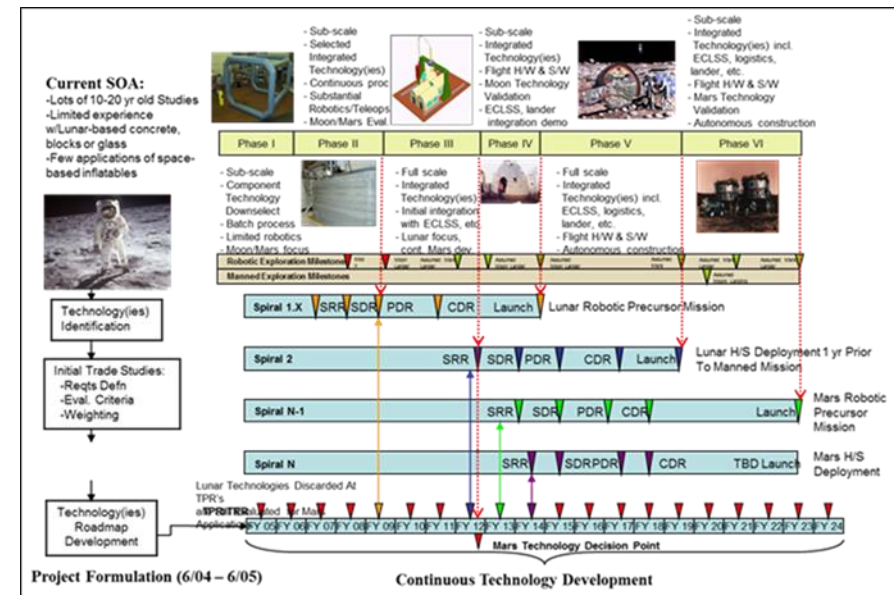 Current SOA:
-Lots of 10-20 yr old Studies
-Limited experience
w/Lunar-based concrete,
blocks or glass
-Few applications of space-
based inflatables
- Sub-scale
- Selected
Integrated
Technology(ies)
- Continuous proc
- Substantial
Robotics/Teleops
- Moon/Mars Eval
- Sub-scale
- Integrated
Technology(ies)
- Flight H/W & S/W
- Moon Technology
Validation
- ECLSS, lander
integration demo
- Sub-scale
- Integrated
Technology(ies) incl.
ECLSS, logistics,
lander, etc.
- Flight H/W & S/W
- Mars Technology
Validation
- Autonomous construction
Phase I
Phase II
Phase III
Phase IV
Phase V
Phase VI
- Sub-scale
- Component
Technology
Downselect
- Batch process
- Limited robotics
- Moon/Mars focus
- Full scale
- Integrated
Technology(ies)
- Initial integration
with ECLSS, etc.
- Lunar focus,
cont. Mars dev.
- Full scale
- Integrated
Technology(ies) incl.
ECLSS, logistics,
lander, etc.
- Flight H/W & S/W
- Autonomous construction
Robotic Exploration Milestones
Manned Exploration Milestones
Spiral 1.X SRR SDR PDR CDR Launch
Lunar Robotic Precursor Mission
Spiral 2 SRR SDR PDR CDR Launch
Lunar H/S Deployment 1 yr Prior
To Manned Mission
Spiral N-1 SRR SDR PDR CDR Launch
Mars Robotic
Precursor
Mission
Spiral N SRR SDR PDR CDR TBD Launch
Mars H/S
Deployment
Technology(ies)
Identification
Initial Trade Studies:
-Reqts Defn
-Eval. Criteria
-Weighting
Technology(ies)
Roadmap
Development
Lunar Technologies Discarded At
TPR's
for Mars
Application
FY 05 FY 06 FY 07 FY 08 FY 09 FY 10 FY 11 FY 12 FY 13 FY 14 FY 15 FY 16 FY 17 FY 18 FY 19 FY 20 FY 21 FY 22 FY 23 FY 24
Mars Technology Decision Point
Project Formulation (6/04 – 6/05)
Continuous Technology Development